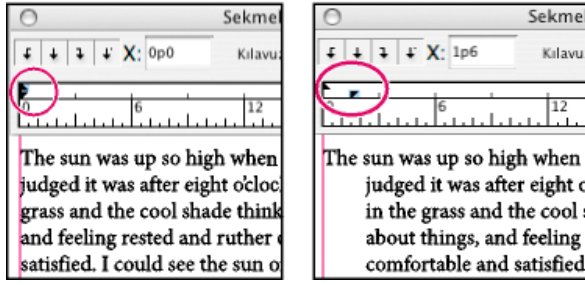 Sekme
X: 0p0 Kılavuz
0 6 12
The sun was up so high when
judged it was after eight o'cloc
grass and the cool shade think
and feeling rested and ruther
satisfied. I could see the sun o
Sekme
X: 1p6 Kılavu
0 6 12
The sun was up so high when
judged it was after eight o
in the grass and the cool s
about things, and feeling
comfortable and satisfied